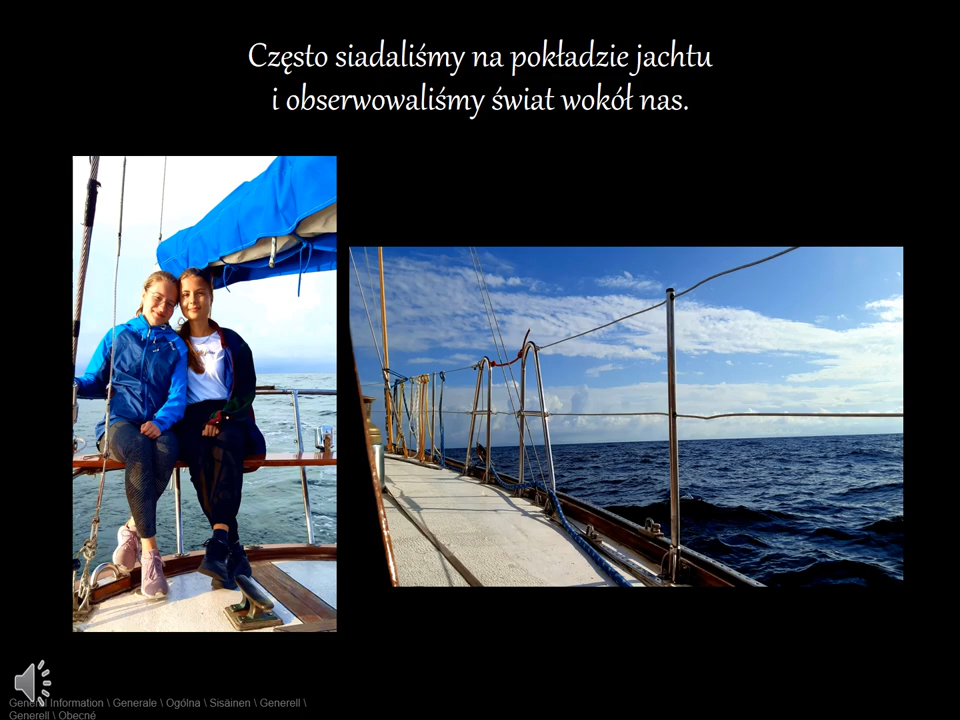 Często siadaliśmy na pokładzie jachtu
i obserwowaliśmy świat wokół nas.
General Information \ Generale \ Ogólna \ Sisäinen \ Generell \
Generell \ Obecné